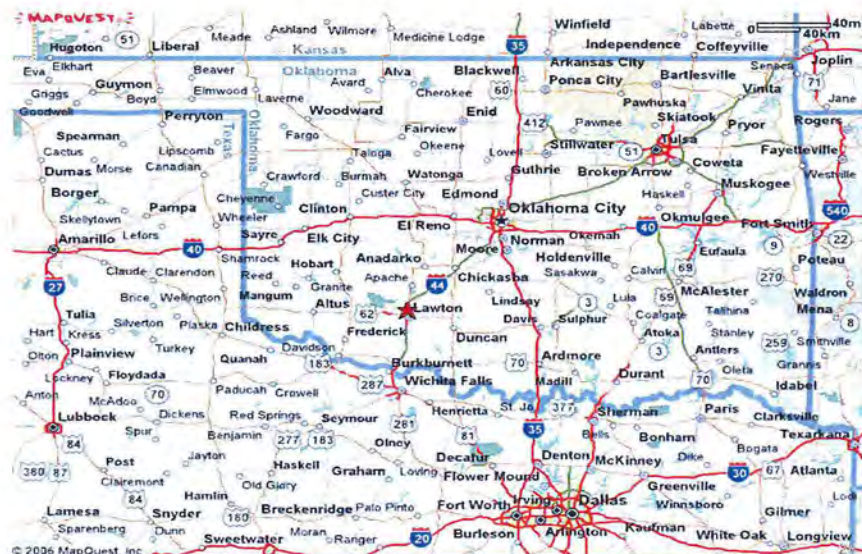 MAPQUEST
40mi
0
40km
Ashland Wilmore
Winfield
Labette
Meade
Medicine Lodge
51
35
Independence Coffeyville
Hugoton
Liberal
Kansas
Arkansas City
Joplin
Elkhart
Oklahoma
Seneca
Eva
Beaver
Alva
Blackwell
Ponca City
Bartlesville
71
Guymon
Elmwood
Avard
Cherokee
60
Vinita
Griggs
Boyd
Laverne
Jane
Goodwell
Perryton
Woodward
Enid
Pawhuska
Skiatook
412
Pawnee
Pryor
Rogers
Spearman
Texas
Oklahoma
Fargo
Fairview
Stillwater
51
Tulsa
Cactus
Lipscomb
Okeene
Lovell
Fayetteville
Dumas
Morse
Canadian
Taloga
Coweta
Crawford
Burmah
Watonga
Guthrie
Broken Arrow
Westville
Borger
Cheyenne
Custer City
Edmond
Haskell
Muskogee
Skellytown
Pampa
Wheeler
Clinton
Oklahoma City
540
Lefors
Sayre
El Reno
Okmulgee
Fort Smith
Amarillo
40
Elk City
Moore
Norman
Okemah
40
22
Shamrock
Hobart
Anadarko
Holdenville
Eufaula
9
Poteau
Claude
Clarendon
Reed
Apache
44
Chickasha
Sasakwa
Calvin
69
270
27
Granite
Brice
Wellington
Mangum
Lindsay
59
McAlester
Waldron
Altus
Lawton
3
Lula
Talihina
Mena
Tulia
Silverton
Plaska
Childress
62
Davis
Sulphur
Coalgate
Hart
Kress
Frederick
Stanley
8
Turkey
Duncan
Atoka
Olton
Plainview
Davidson
3
259
Smithville
Quanah
183
Burkburnett
70
Ardmore
Antlers
Grannis
Lockney
Floydada
287
Wichita Falls
Madill
Durant
Oleta
Anton
McAdoo
70
Paducah
Crowell
70
Idabel
Lubbock
Dickens
Red Springs
Seymour
Henrietta
St. Jo
377
Sherman
Paris
Clarksville
84
Spur
281
81
35
Bells
Texarkana
Benjamin
277
183
Olney
Bonham
Bogata
Jayton
Decatur
Denton
Dike
380
87
Post
Haskell
Loving
McKinney
30
67
Atlanta
Claremont
Graham
Flower Mound
Old Glory
Greenville
84
Hamlin
Irving
Dallas
Winnsboro
Lamesa
Snyder
Breckenridge
Palo Pinto
Fort Worth
Gilmer
Sparenberg
Dunn
180
Moran
20
Burleson
Arlington
Kaufman
White Oak
Longview
Sweetwater
Ranger
© 2006 MapQuest, Inc